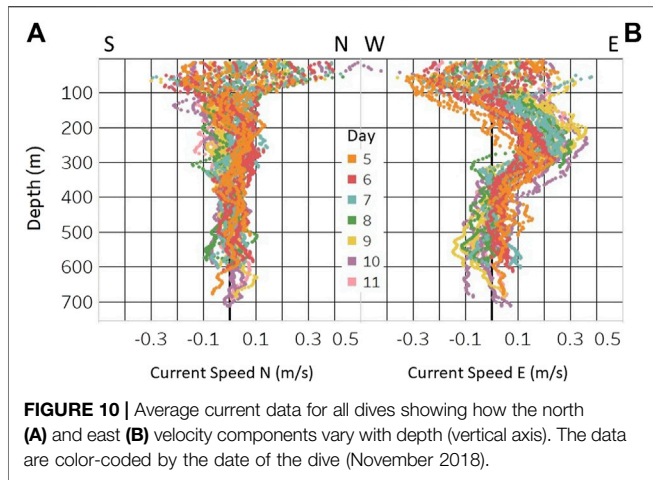 A S N W E B
100
200
300
400
500
600
700
Depth (m)
Day
5
6
7
8
9
10
11
-0.3 -0.1 0.1 0.3 0.5 -0.3 -0.1 0.1 0.3
Current Speed N (m/s) Current Speed E (m/s)
FIGURE 10 | Average current data for all dives showing how the north
(A) and east (B) velocity components vary with depth (vertical axis). The data
are color-coded by the date of the dive (November 2018).